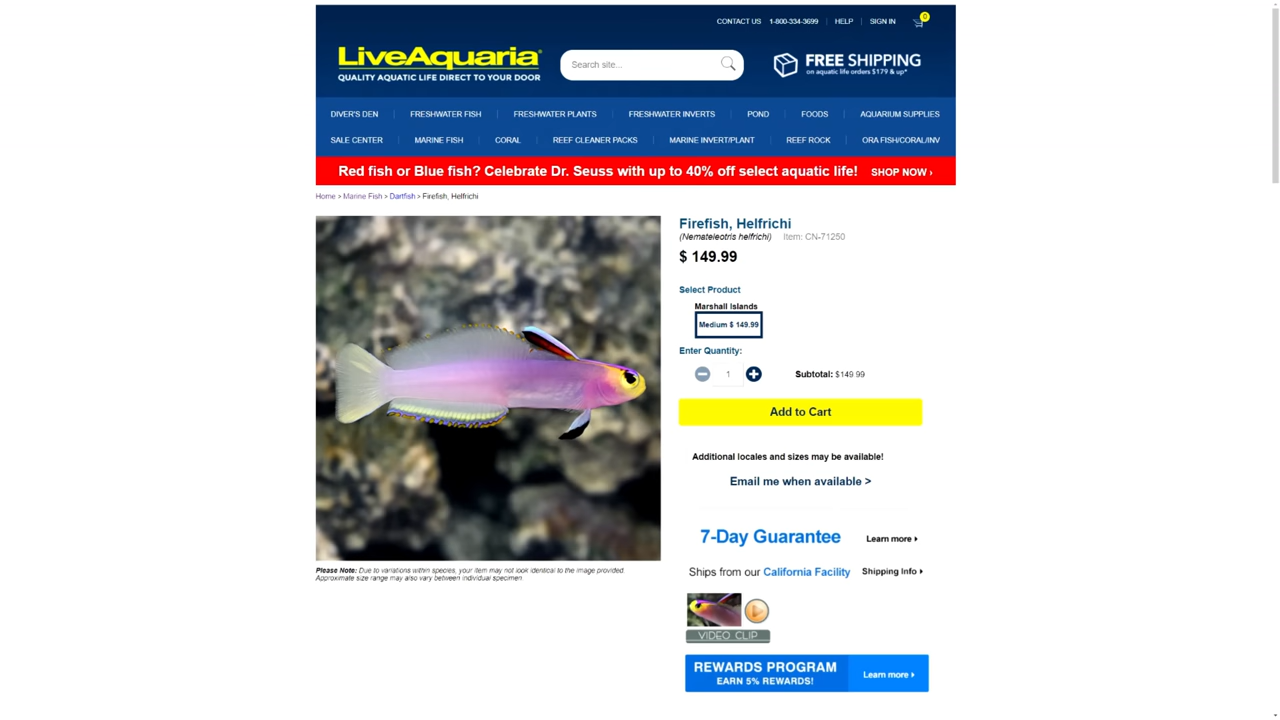 CONTACT US 1-800-334-3699 HELP SIGN IN 0
LiveAquaria®
QUALITY AQUATIC LIFE DIRECT TO YOUR DOOR
Search site...
FREE SHIPPING
on aquatic life orders $179 & up*
DIVER'S DEN FRESHWATER FISH FRESHWATER PLANTS FRESHWATER INVERTS POND FOODS AQUARIUM SUPPLIES
SALE CENTER MARINE FISH CORAL REEF CLEANER PACKS MARINE INVERT/PLANT REEF ROCK ORA FISH/CORAL/INV
Red fish or Blue fish? Celebrate Dr. Seuss with up to 40% off select aquatic life! SHOP NOW ›
Home > Marine Fish > Dartfish > Firefish, Helfrichi
Firefish, Helfrichi
(Nemateleotris helfrichi) Item: CN-71250
$ 149.99
Select Product
Marshall Islands
Medium $ 149.99
Enter Quantity:
1 Subtotal: $149.99
Add to Cart
Additional locales and sizes may be available!
Email me when available >
7-Day Guarantee Learn more
Ships from our California Facility Shipping Info
VIDEO CLIP
REWARDS PROGRAM
EARN 5% REWARDS!
Learn more
Please Note: Due to variations within species, your item may not look identical to the image provided.
Approximate size range may also vary between individual specimen.